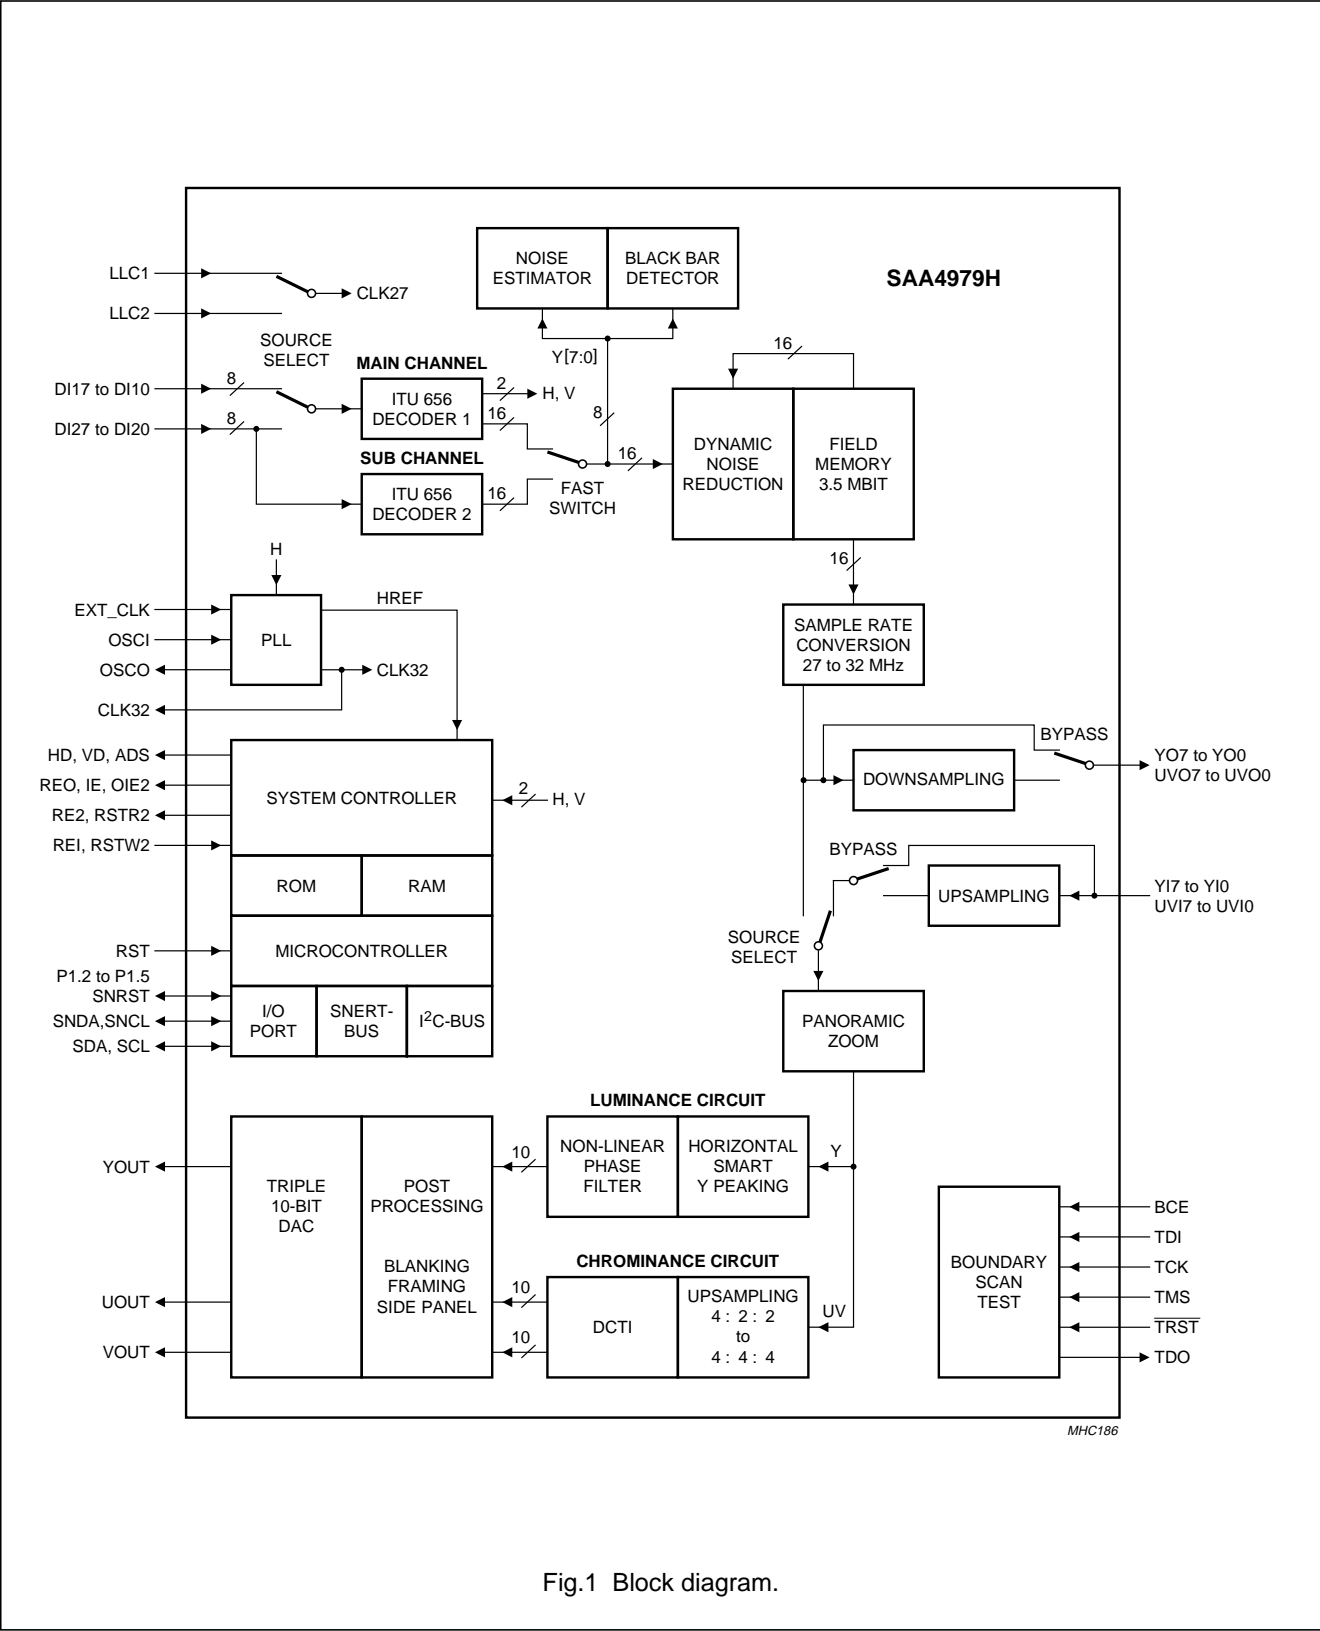 SAA4979H
NOISE
ESTIMATOR
BLACK BAR
DETECTOR
LLC1
CLK27
LLC2
SOURCE
SELECT
Y[7:0]
16
MAIN CHANNEL
DI17 to DI10
8
ITU 656
DECODER 1
2
H, V
16
8
DI27 to DI20
8
SUB CHANNEL
16
DYNAMIC
NOISE
REDUCTION
FIELD
MEMORY
3.5 MBIT
ITU 656
DECODER 2
16
FAST
SWITCH
H
16
EXT_CLK
OSCI
OSCO
PLL
HREF
CLK32
CLK32
SAMPLE RATE
CONVERSION
27 to 32 MHz
BYPASS
HD, VD, ADS
REO, IE, OIE2
RE2, RSTR2
REI, RSTW2
SYSTEM CONTROLLER
2
H, V
DOWNSAMPLING
YO7 to YO0
UVO7 to UVO0
BYPASS
ROM
RAM
UPSAMPLING
YI7 to YI0
UVI7 to UVI0
SOURCE
SELECT
RST
MICROCONTROLLER
P1.2 to P1.5
SNRST
SNDA,SNCL
SDA, SCL
I/O
PORT
SNERT-
BUS
I2C-BUS
PANORAMIC
ZOOM
LUMINANCE CIRCUIT
YOUT
TRIPLE
10-BIT
DAC
POST
PROCESSING
10
NON-LINEAR
PHASE
FILTER
HORIZONTAL
SMART
Y PEAKING
Y
BLANKING
FRAMING
SIDE PANEL
CHROMINANCE CIRCUIT
UOUT
VOUT
10
10
DCTI
UPSAMPLING
4 : 2 : 2
to
4 : 4 : 4
UV
BOUNDARY
SCAN
TEST
BCE
TDI
TCK
TMS
TRST
TDO
MHC186
Fig.1 Block diagram.